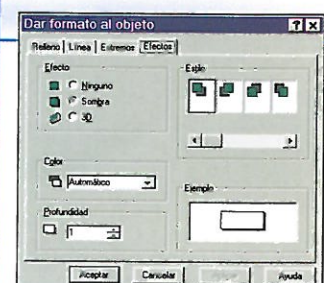 Dar formato al objeto
Relleno Línea Extremos Efectos
Efecto
Ninguno
Sombra
3D
Estilo
Color
Automático
Ejemplo
Profundidad
1
Aceptar Cancelar Ayuda